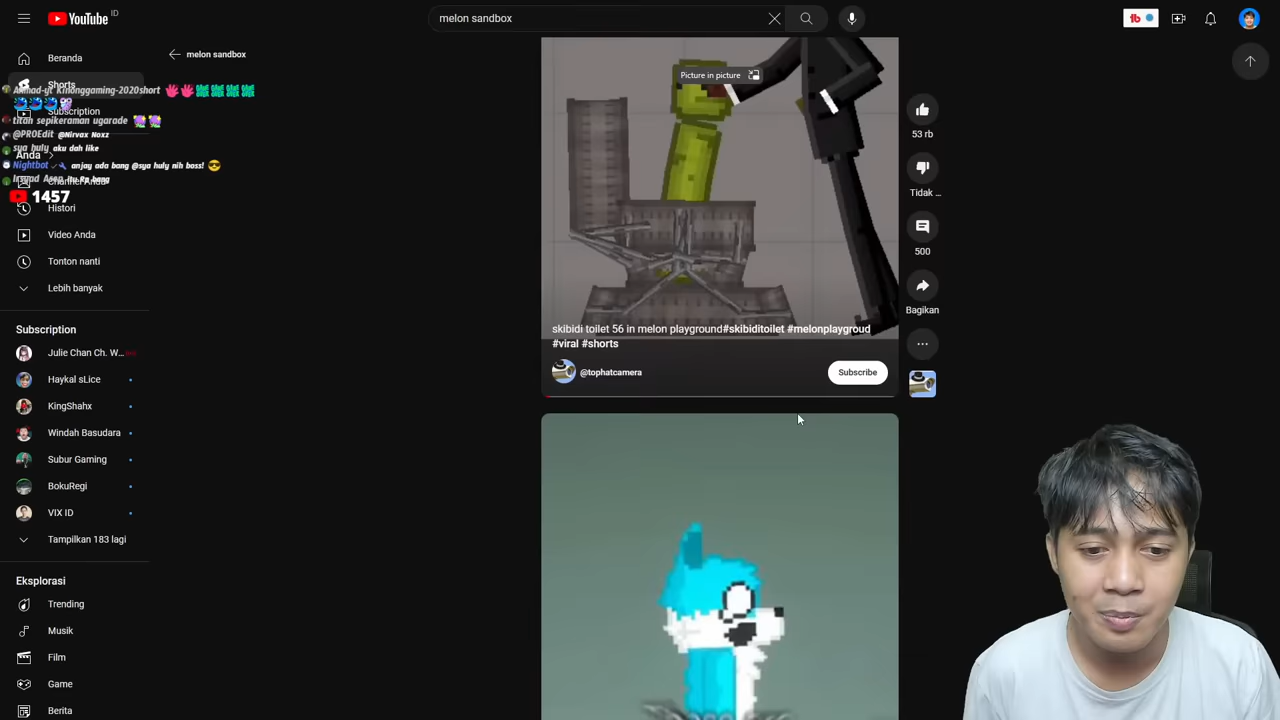 YouTube ID
melon sandbox
Beranda
melon sandbox
Shorts
Subscription
titan sepikeraman ugarade
@PROEdit @Nirvax Noxz
sya huly aku dah like
Anda
Nightbot anjay ada bang @sya huly nih boss!
1457
Histori
Video Anda
Tonton nanti
Lebih banyak
Subscription
Julie Chan Ch. W...
Haykal sLice
KingShahx
Windah Basudara
Subur Gaming
BokuRegi
VIX ID
Tampilkan 183 lagi
Eksplorasi
Trending
Musik
Film
Game
Berita
Picture in picture
skibidi toilet 56 in melon playground#skibiditoilet #melonplaygroud
#viral #shorts
@tophatcamera
Subscribe
53 rb
Tidak ...
500
Bagikan